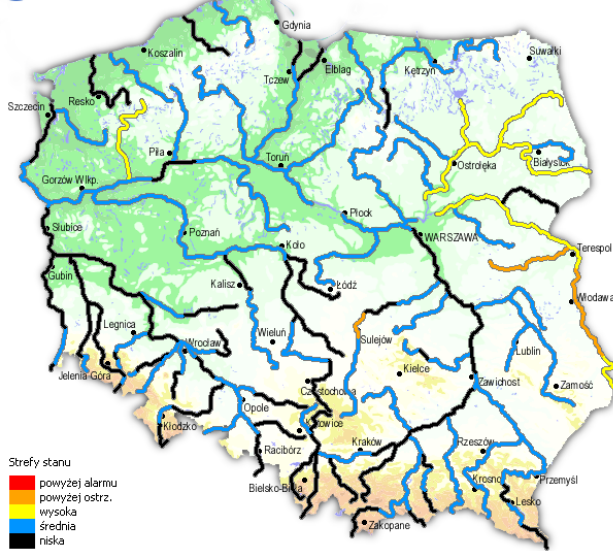 Gdynia
Koszalin
Suwałki
Tczew
Elbląg
Kętrzyn
Resko
Szczecin
Piła
Toruń
Ostrołęka
Białystok
Gorzów Wlkp.
Płock
Słubice
Poznań
Koło
WARSZAWA
Terespol
Gubin
Kalisz
Łódź
Włodawa
Legnica
Wrocław
Wieluń
Sulejów
Lublin
Jelenia-Góra
Kielce
Częstochowa
Zawichost
Zamość
Opole
Kłodzko
Katowice
Racibórz
Kraków
Rzeszów
Bielsko-Biała
Krosno
Przemyśl
Lesko
Zakopane
Strefy stanu
powyżej alarmu
powyżej ostrz.
wysoka
średnia
niska